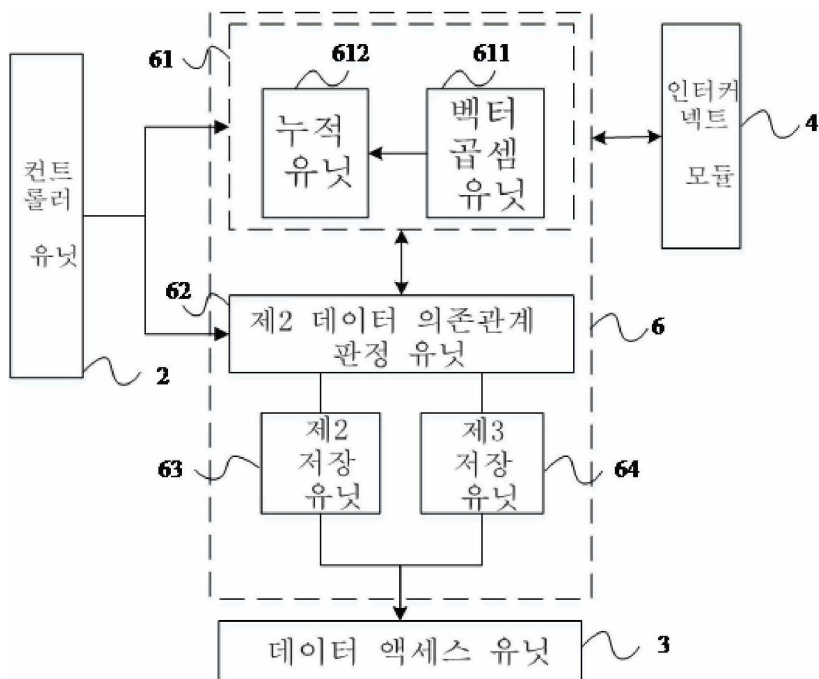 61
612
611
누적
유닛
벡터
곱셈
유닛
인터커
넥트
모듈
4
컨트
롤러
유닛
2
62
제2 데이터 의존관계
판정 유닛
6
제2
저장
유닛
63
제3
저장
유닛
64
데이터 액세스 유닛
3